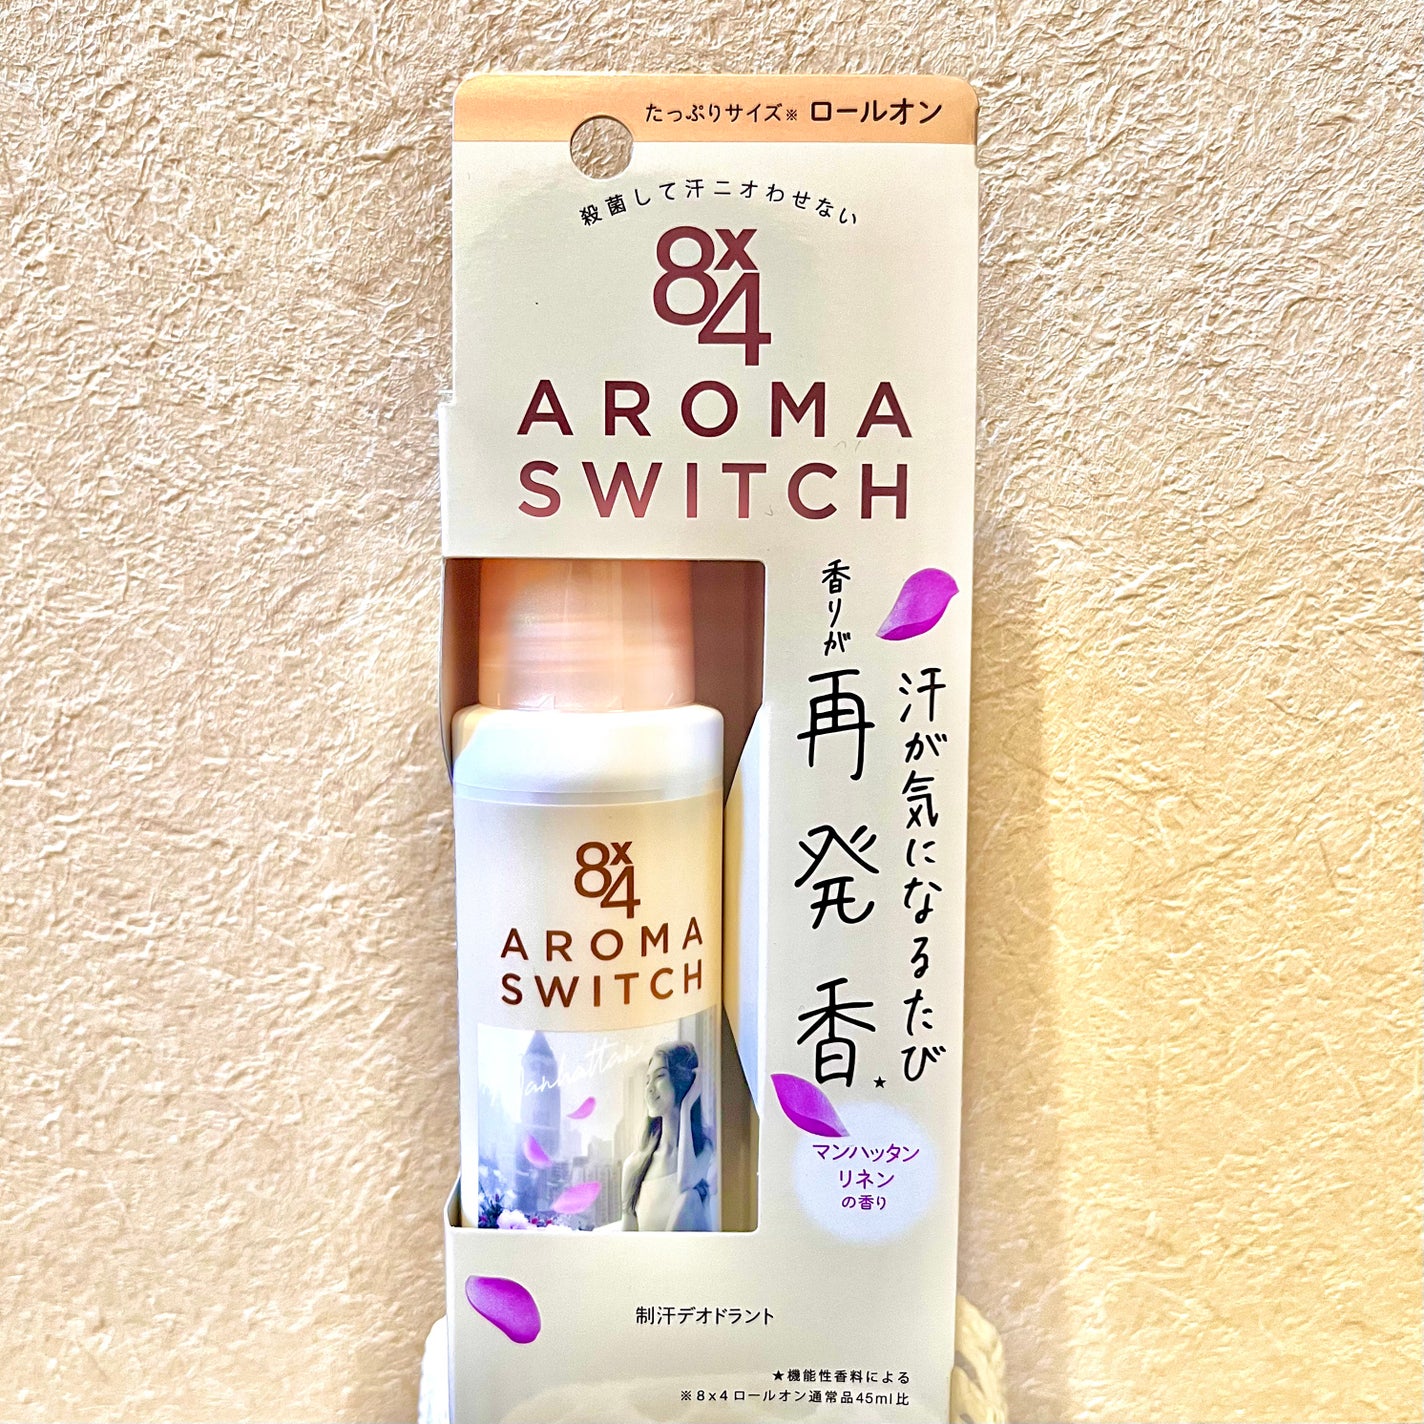 たっぷりサイズ※ ロールオン
殺菌して汗ニオわせない
8x4
AROMA
SWITCH
汗が気になるたび
香りが
再発香★
マンハッタン
リネン
の香り
8x4
AROMA
SWITCH
Manhattan
制汗デオドラント
★機能性香料による
※8x4ロールオン通常品45ml比